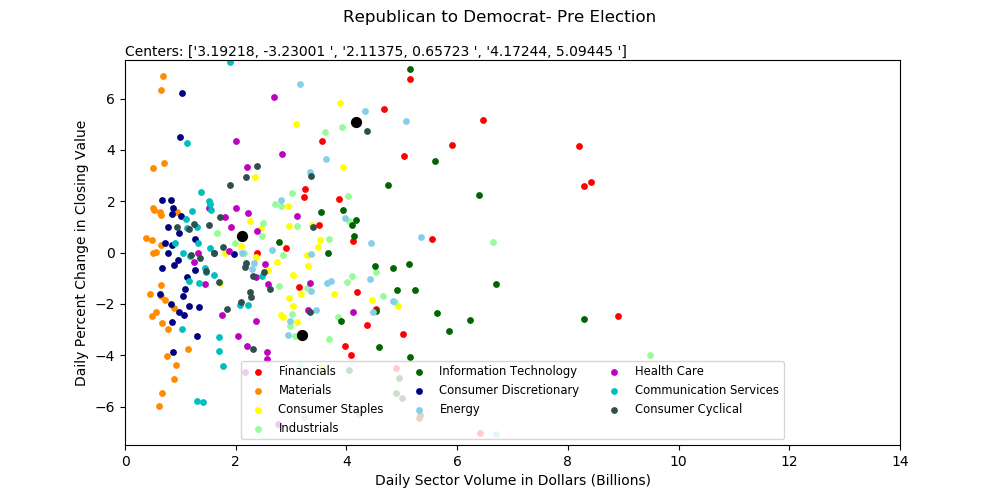 Republican to Democrat- Pre Election
Centers: ['3.19218, -3.23001 ', '2.11375, 0.65723 ', '4.17244, 5.09445 ']
Daily Percent Change in Closing Value
6
4
2
0
−2
−4
−6
Financials
Materials
Consumer Staples
Industrials
Information Technology
Consumer Discretionary
Energy
Health Care
Communication Services
Consumer Cyclical
0 2 4 6 8 10 12 14
Daily Sector Volume in Dollars (Billions)